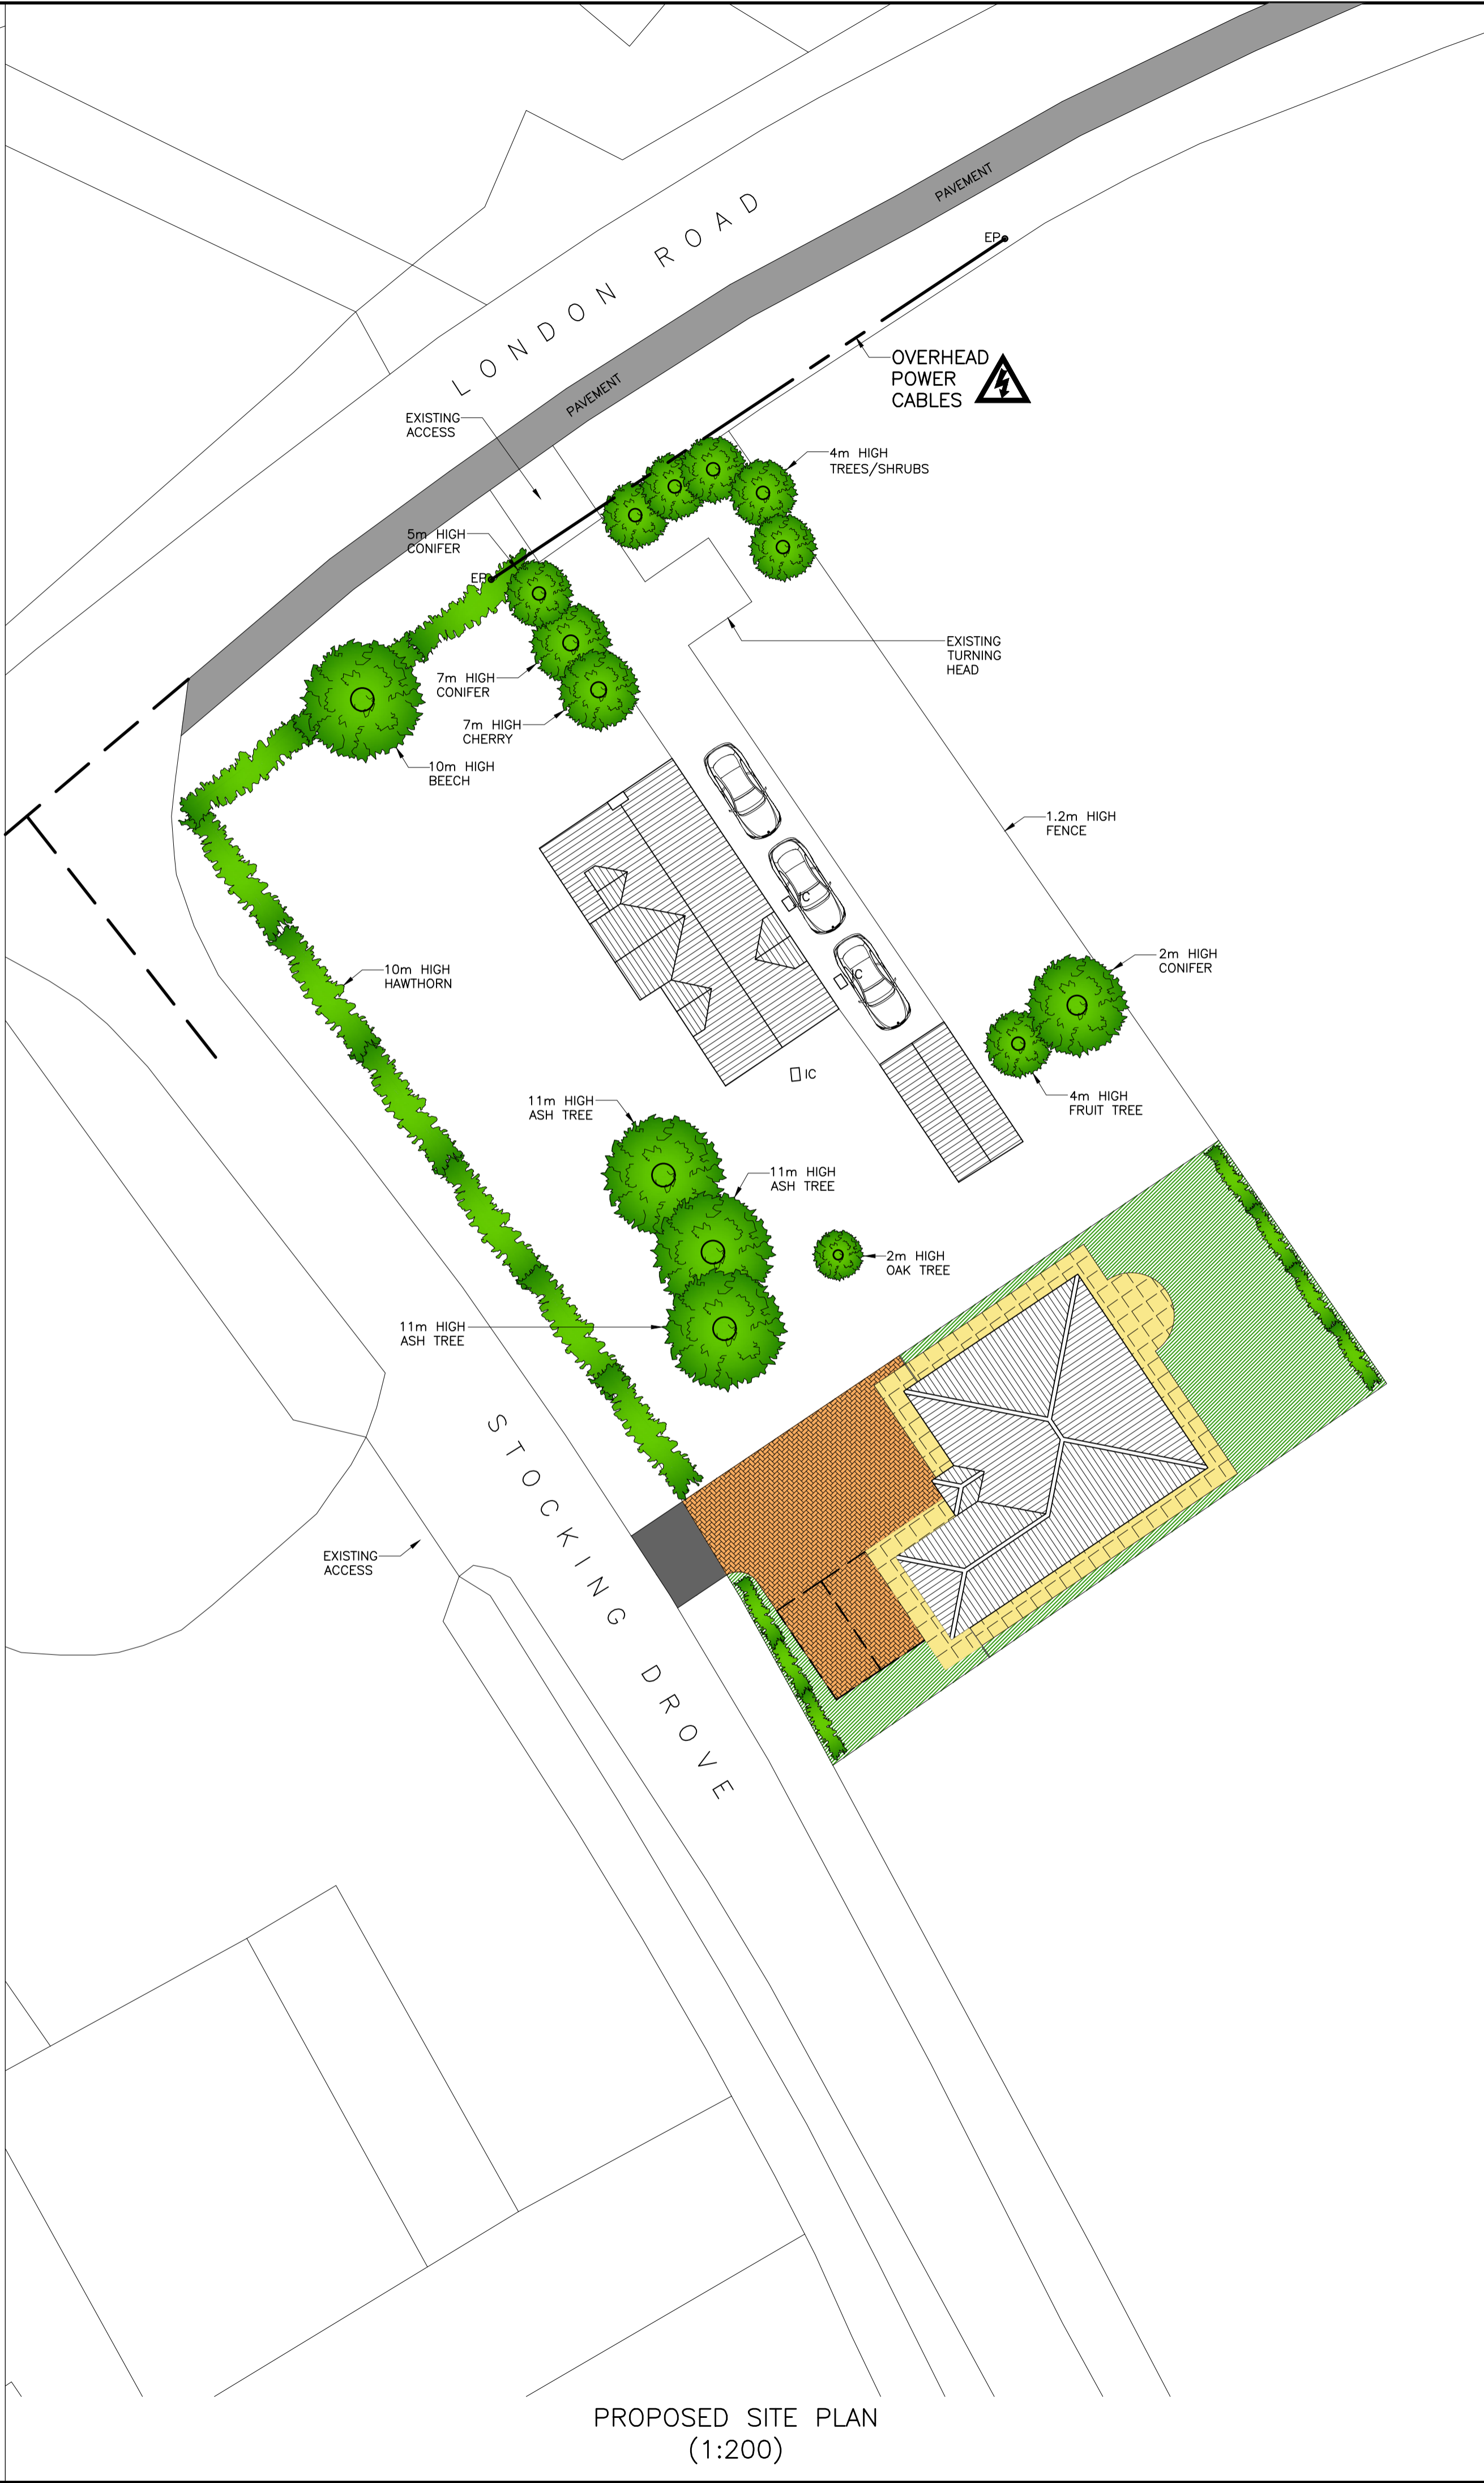 PAVEMENT
LONDON ROAD
EP
OVERHEAD
POWER
CABLES
PAVEMENT
EXISTING
ACCESS
4m HIGH
TREES/SHRUBS
5m HIGH
CONIFER
EP
EXISTING
TURNING
HEAD
7m HIGH
CONIFER
7m HIGH
CHERRY
10m HIGH
BEECH
1.2m HIGH
FENCE
IC
2m HIGH
CONIFER
10m HIGH
HAWTHORN
IC
IC
4m HIGH
FRUIT TREE
11m HIGH
ASH TREE
11m HIGH
ASH TREE
2m HIGH
OAK TREE
11m HIGH
ASH TREE
STOCKING DROVE
EXISTING
ACCESS
PROPOSED SITE PLAN
(1:200)